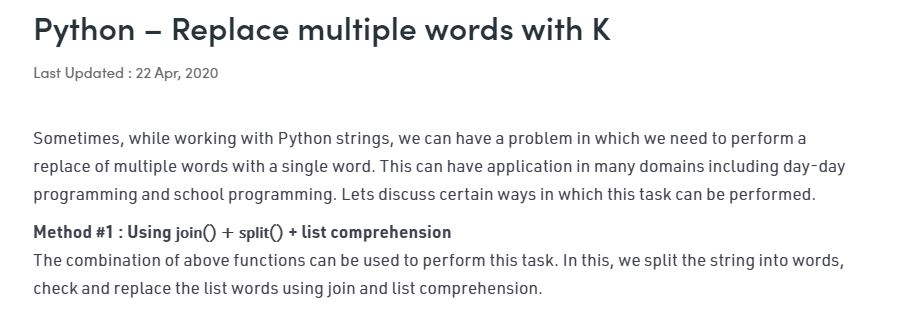 Python – Replace multiple words with K
Last Updated : 22 Apr, 2020
Sometimes, while working with Python strings, we can have a problem in which we need to perform a
replace of multiple words with a single word. This can have application in many domains including day-day
programming and school programming. Lets discuss certain ways in which this task can be performed.
Method #1 : Using join() + split() + list comprehension
The combination of above functions can be used to perform this task. In this, we split the string into words,
check and replace the list words using join and list comprehension.